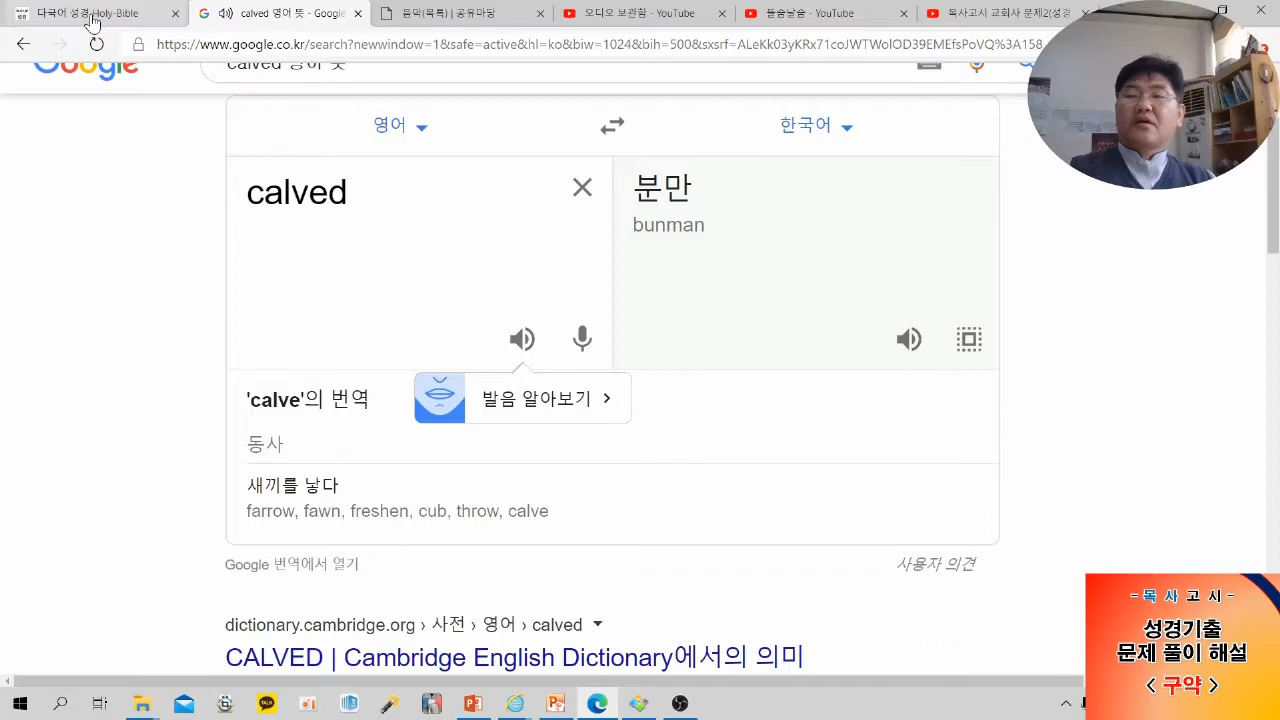 다국어 성경 Holy-Bible
calved 영어 뜻 - Google
음악(목록) | 공유마당
오디오 보관함 - YouTube
들숨날숨 - YouTube
목사고시 교회사 문제2(성경
https://www.google.co.kr/search?newwindow=1&safe=active&hl=ko&biw=1024&bih=500&sxsrf=ALeKk03yKRx71coJWTWolOD39EMEfsPoVQ%3A158
Google
calved 영어 뜻
영어
한국어
calved
분만
bunman
'calve'의 번역
발음 알아보기
동사
새끼를 낳다
farrow, fawn, freshen, cub, throw, calve
Google 번역에서 열기
사용자 의견
dictionary.cambridge.org › 사전 › 영어 › calved
CALVED | Cambridge English Dictionary에서의 의미
- 목 사 고 시 -
성경기출
문제 풀이 해설
< 구약 >